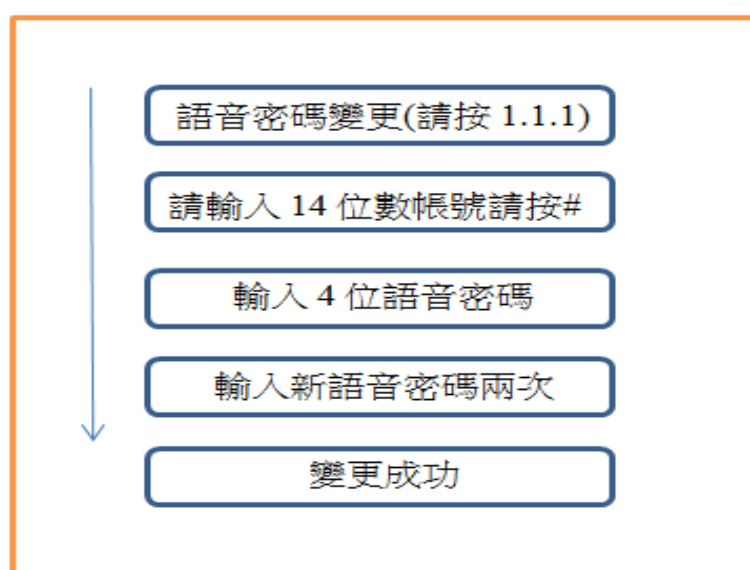 語音密碼變更(請按 1.1.1)
請輸入 14 位數帳號請按#
輸入 4 位語音密碼
輸入新語音密碼兩次
變更成功